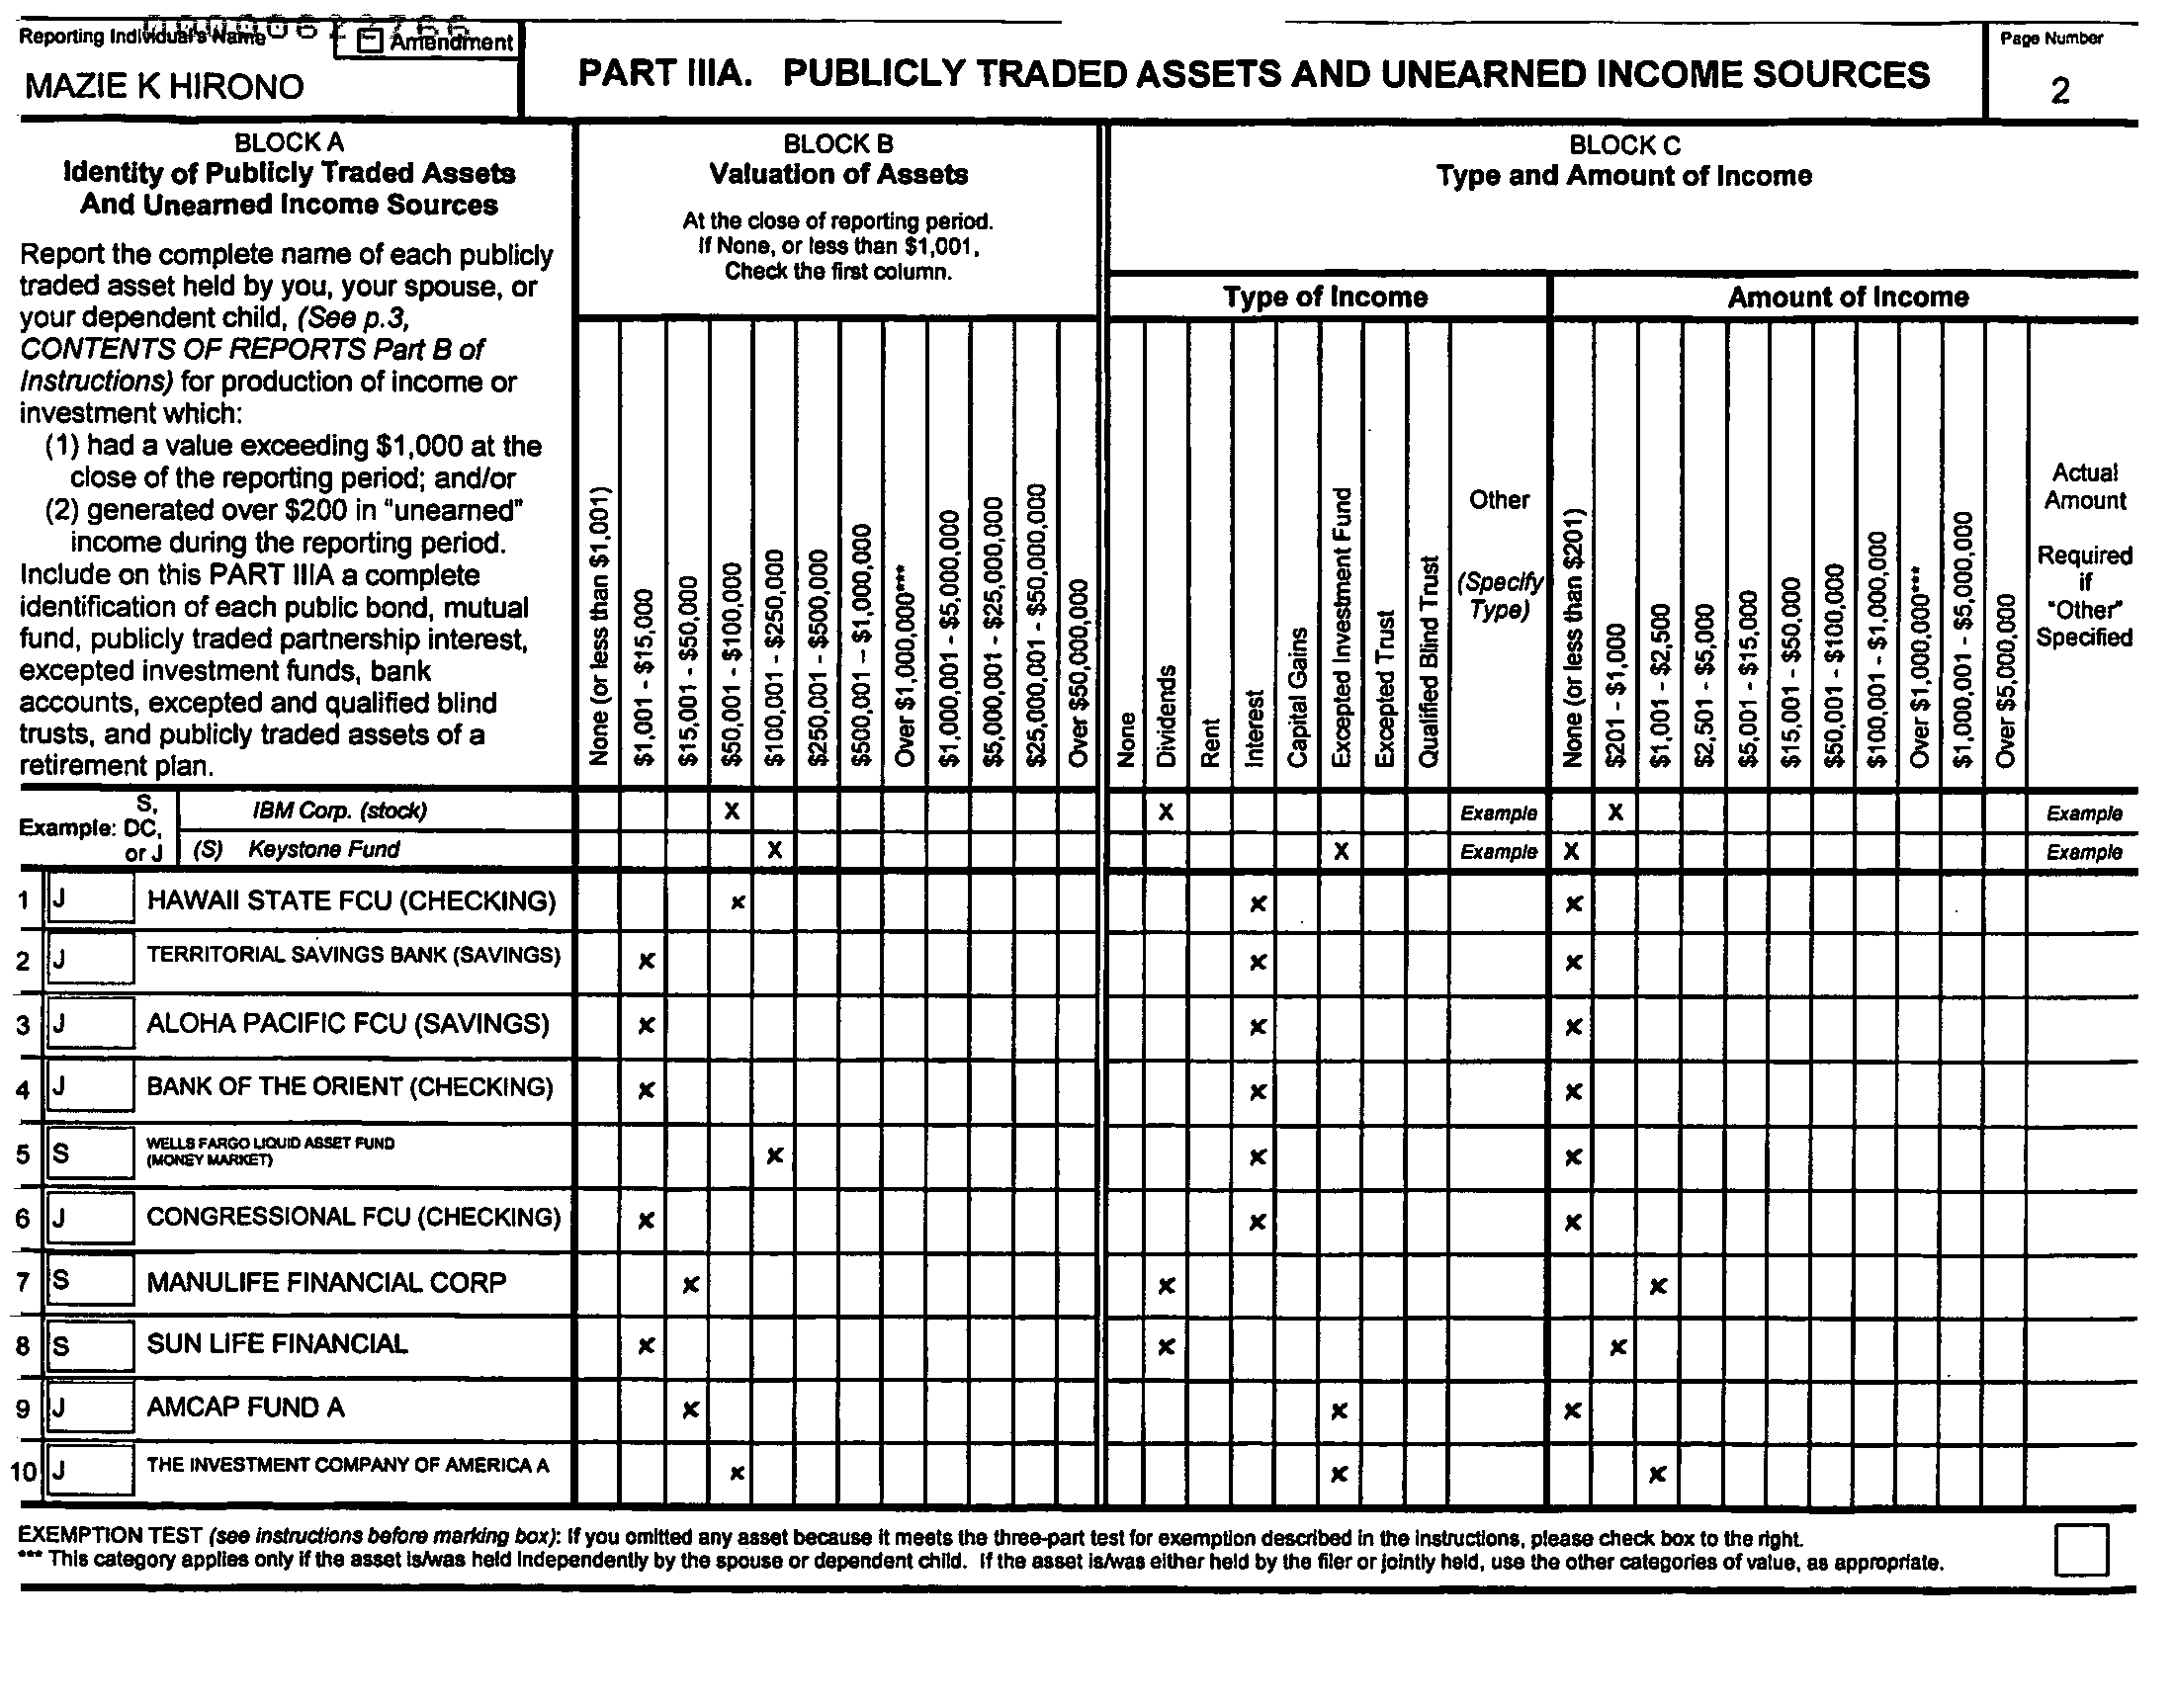 Reporting Individual's Name
Amendment
MAZIE K HIRONO
PART IIIA. PUBLICLY TRADED ASSETS AND UNEARNED INCOME SOURCES
Page Number
2
BLOCK A
Identity of Publicly Traded Assets
And Unearned Income Sources
Report the complete name of each publicly
traded asset held by you, your spouse, or
your dependent child, (See p.3,
CONTENTS OF REPORTS Part B of
Instructions) for production of income or
investment which:
(1) had a value exceeding $1,000 at the
close of the reporting period; and/or
(2) generated over $200 in "unearned"
income during the reporting period.
Include on this PART IIIA a complete
identification of each public bond, mutual
fund, publicly traded partnership interest,
excepted investment funds, bank
accounts, excepted and qualified blind
trusts, and publicly traded assets of a
retirement plan.
BLOCK B
Valuation of Assets
At the close of reporting period.
If None, or less than $1,001,
Check the first column.
None (or less than $1,001)
$1,001 - $15,000
$15,001 - $50,000
$50,001 - $100,000
$100,001 - $250,000
$250,001 - $500,000
$500,001 – $1,000,000
Over $1,000,000***
$1,000,001 - $5,000,000
$5,000,001 - $25,000,000
$25,000,001 - $50,000,000
Over $50,000,000
BLOCK C
Type and Amount of Income
Type of Income
None
Dividends
Rent
Interest
Capital Gains
Excepted Investment Fund
Excepted Trust
Qualified Blind Trust
Other
(Specify
Type)
Amount of Income
None (or less than $201)
$201 - $1,000
$1,001 - $2,500
$2,501 - $5,000
$5,001 - $15,000
$15,001 - $50,000
$50,001 - $100,000
$100,001 - $1,000,000
Over $1,000,000***
$1,000,001 - $5,000,000
Over $5,000,000
Actual
Amount
Required
if
"Other"
Specified
Example: S, DC, or J
IBM Corp. (stock) X X Example X Example
(S) Keystone Fund X X Example X Example
1 J HAWAII STATE FCU (CHECKING) x x x
2 J TERRITORIAL SAVINGS BANK (SAVINGS) x x x
3 J ALOHA PACIFIC FCU (SAVINGS) x x x
4 J BANK OF THE ORIENT (CHECKING) x x x
5 S WELLS FARGO LIQUID ASSET FUND
(MONEY MARKET) x x x
6 J CONGRESSIONAL FCU (CHECKING) x x x
7 S MANULIFE FINANCIAL CORP x x x
8 S SUN LIFE FINANCIAL x x x
9 J AMCAP FUND A x x x
10 J THE INVESTMENT COMPANY OF AMERICA A x x x
EXEMPTION TEST (see instructions before marking box): If you omitted any asset because it meets the three-part test for exemption described in the instructions, please check box to the right.
*** This category applies only if the asset is/was held independently by the spouse or dependent child. If the asset is/was either held by the filer or jointly held, use the other categories of value, as appropriate.